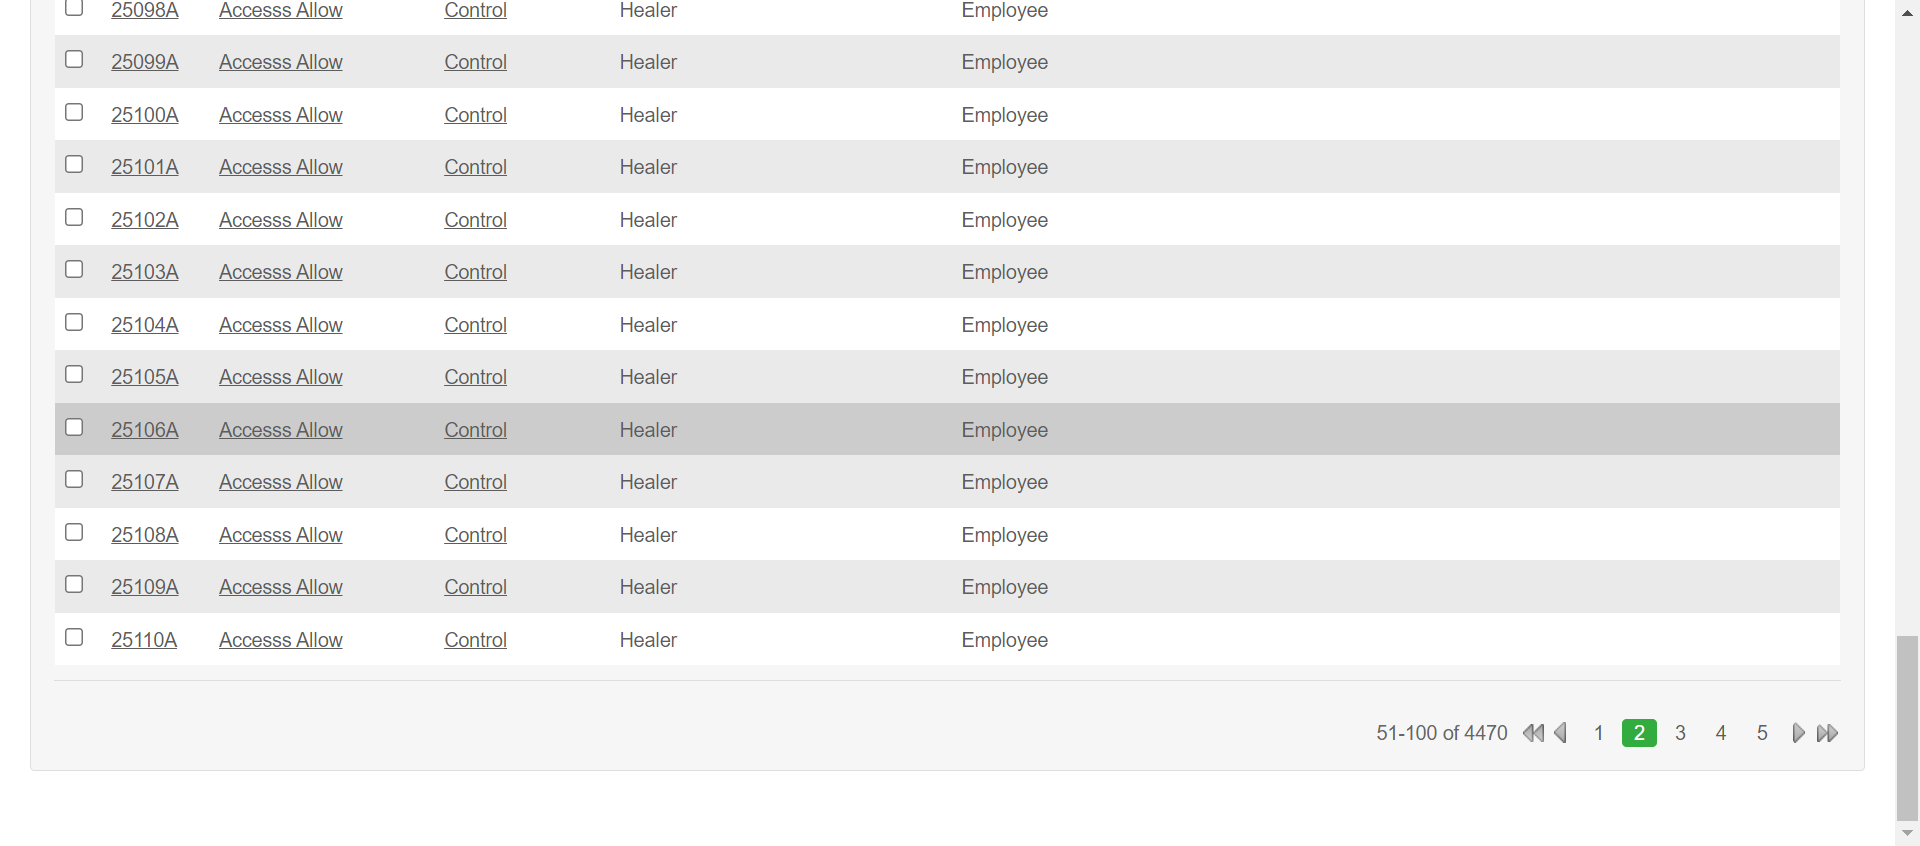 25098A Accesss Allow Control Healer Employee
25099A Accesss Allow Control Healer Employee
25100A Accesss Allow Control Healer Employee
25101A Accesss Allow Control Healer Employee
25102A Accesss Allow Control Healer Employee
25103A Accesss Allow Control Healer Employee
25104A Accesss Allow Control Healer Employee
25105A Accesss Allow Control Healer Employee
25106A Accesss Allow Control Healer Employee
25107A Accesss Allow Control Healer Employee
25108A Accesss Allow Control Healer Employee
25109A Accesss Allow Control Healer Employee
25110A Accesss Allow Control Healer Employee
51-100 of 4470 1 2 3 4 5